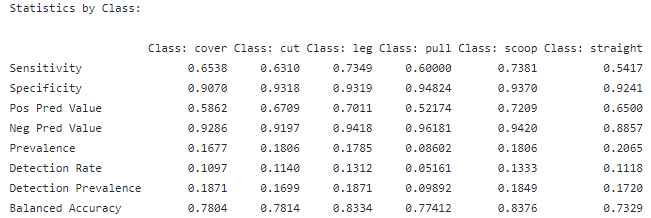 Statistics by Class:
Class: cover Class: cut Class: leg Class: pull Class: scoop Class: straight
Sensitivity 0.6538 0.6310 0.7349 0.60000 0.7381 0.5417
Specificity 0.9070 0.9318 0.9319 0.94824 0.9370 0.9241
Pos Pred Value 0.5862 0.6709 0.7011 0.52174 0.7209 0.6500
Neg Pred Value 0.9286 0.9197 0.9418 0.96181 0.9420 0.8857
Prevalence 0.1677 0.1806 0.1785 0.08602 0.1806 0.2065
Detection Rate 0.1097 0.1140 0.1312 0.05161 0.1333 0.1118
Detection Prevalence 0.1871 0.1699 0.1871 0.09892 0.1849 0.1720
Balanced Accuracy 0.7804 0.7814 0.8334 0.77412 0.8376 0.7329